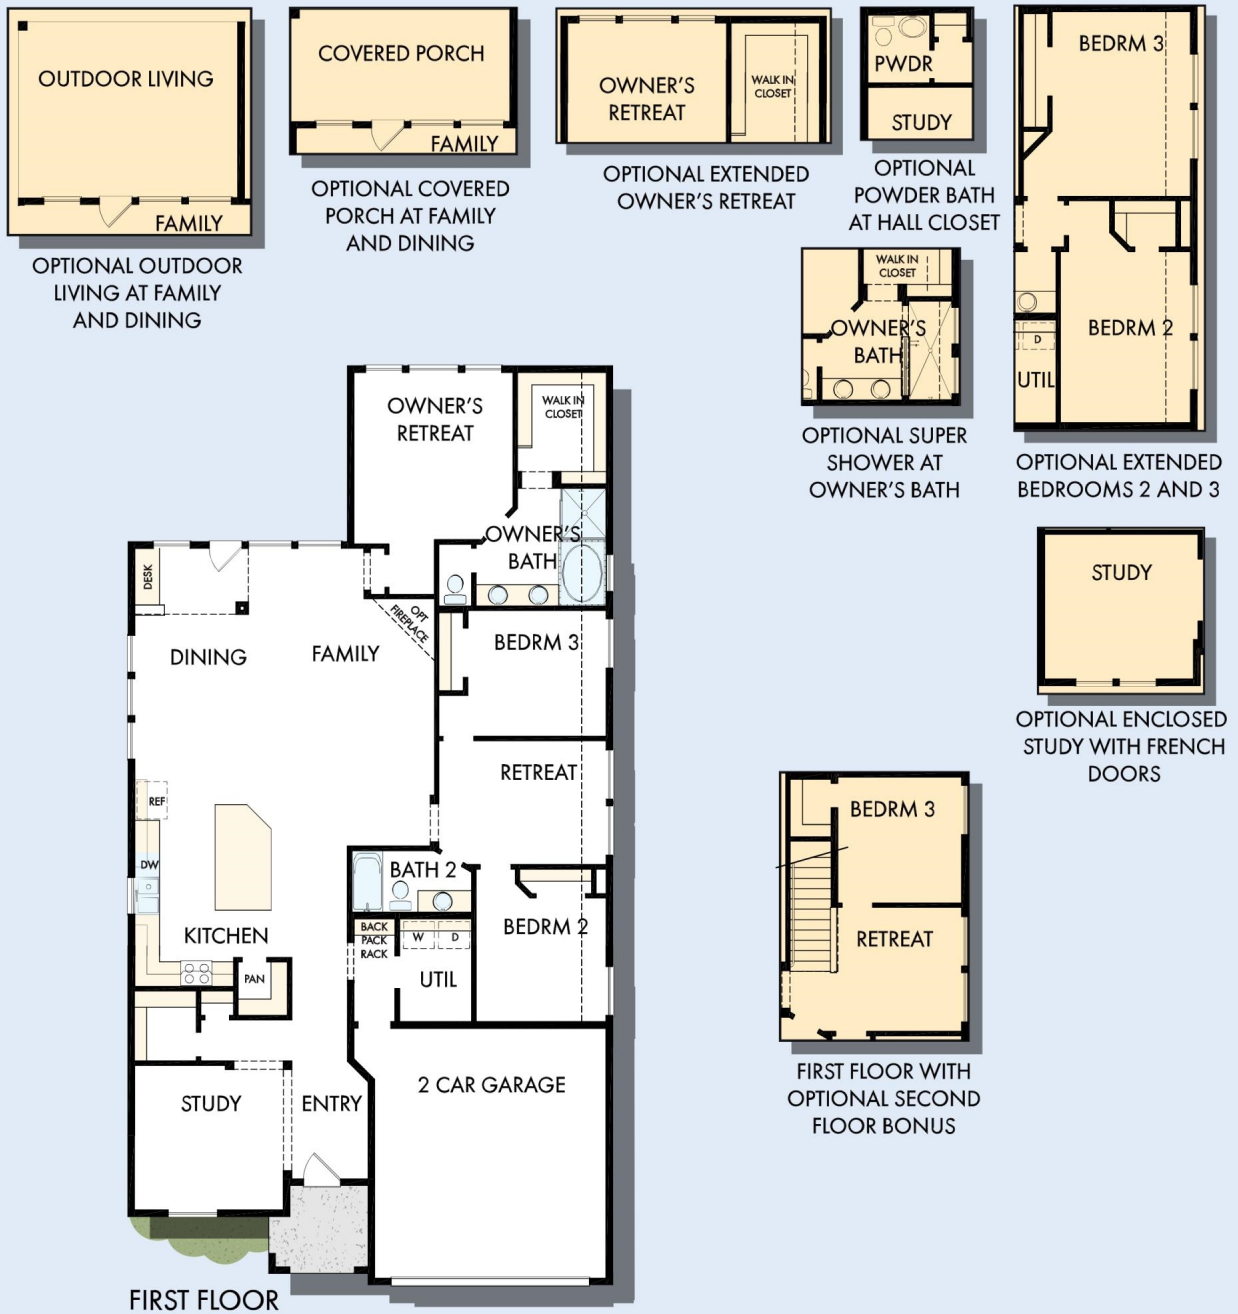 OUTDOOR LIVING
FAMILY
OPTIONAL OUTDOOR
LIVING AT FAMILY
AND DINING
COVERED PORCH
FAMILY
OPTIONAL COVERED
PORCH AT FAMILY
AND DINING
OWNER'S
RETREAT
WALK IN
CLOSET
OPTIONAL EXTENDED
OWNER'S RETREAT
PWDR
STUDY
OPTIONAL
POWDER BATH
AT HALL CLOSET
BEDRM 3
BEDRM 2
D
UTIL
OPTIONAL EXTENDED
BEDROOMS 2 AND 3
WALK IN
CLOSET
OWNER'S
BATH
OPTIONAL SUPER
SHOWER AT
OWNER'S BATH
STUDY
OPTIONAL ENCLOSED
STUDY WITH FRENCH
DOORS
BEDRM 3
RETREAT
FIRST FLOOR WITH
OPTIONAL SECOND
FLOOR BONUS
OWNER'S
RETREAT
WALK IN
CLOSET
OWNER'S
BATH
DESK
OPT
FIREPLACE
DINING
FAMILY
BEDRM 3
RETREAT
REF
DW
BATH 2
KITCHEN
BACK
PACK
RACK
W
D
BEDRM 2
PAN
UTIL
STUDY
ENTRY
2 CAR GARAGE
FIRST FLOOR